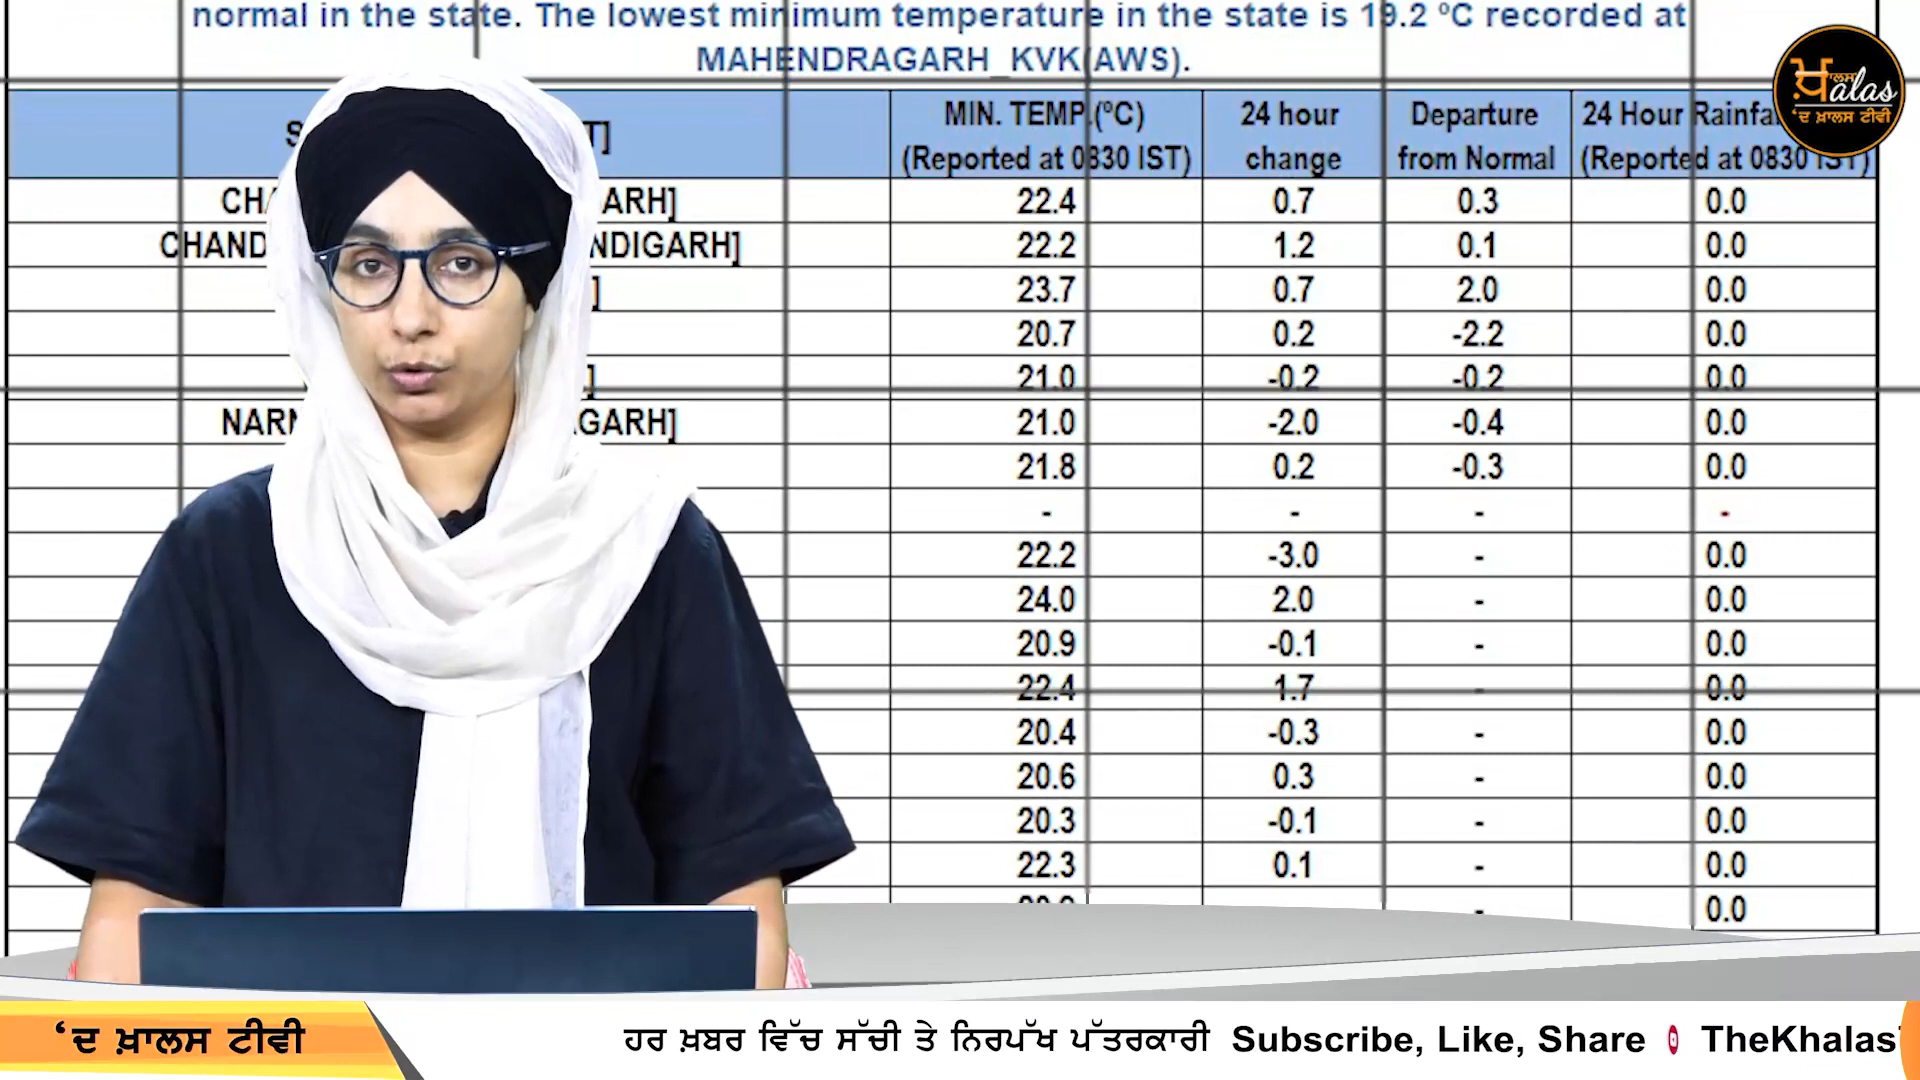 normal in the state. The lowest minimum temperature in the state is 19.2 ºC recorded at
MAHENDRAGARH_KVK(AWS).
MIN. TEMP.(ºC) 24 hour Departure 24 Hour
(Reported at 0830 IST) change from Normal (Reported at 0830 IST)
22.4 0.7 0.3 0.0
22.2 1.2 0.1 0.0
23.7 0.7 2.0 0.0
20.7 0.2 -2.2 0.0
21.0 -0.2 -0.2 0.0
21.0 -2.0 -0.4 0.0
21.8 0.2 -0.3 0.0
- - - -
22.2 -3.0 - 0.0
24.0 2.0 - 0.0
20.9 -0.1 - 0.0
22.4 1.7 - 0.0
20.4 -0.3 - 0.0
20.6 0.3 - 0.0
20.3 -0.1 - 0.0
22.3 0.1 - 0.0
- 0.0
ਖ਼ਾਲਸ alas
'ਦ ਖ਼ਾਲਸ ਟੀਵੀ
‘ਦ ਖ਼ਾਲਸ ਟੀਵੀ
ਹਰ ਖ਼ਬਰ ਵਿੱਚ ਸੱਚੀ ਤੇ ਨਿਰਪੱਖ ਪੱਤਰਕਾਰੀ Subscribe, Like, Share TheKhalas